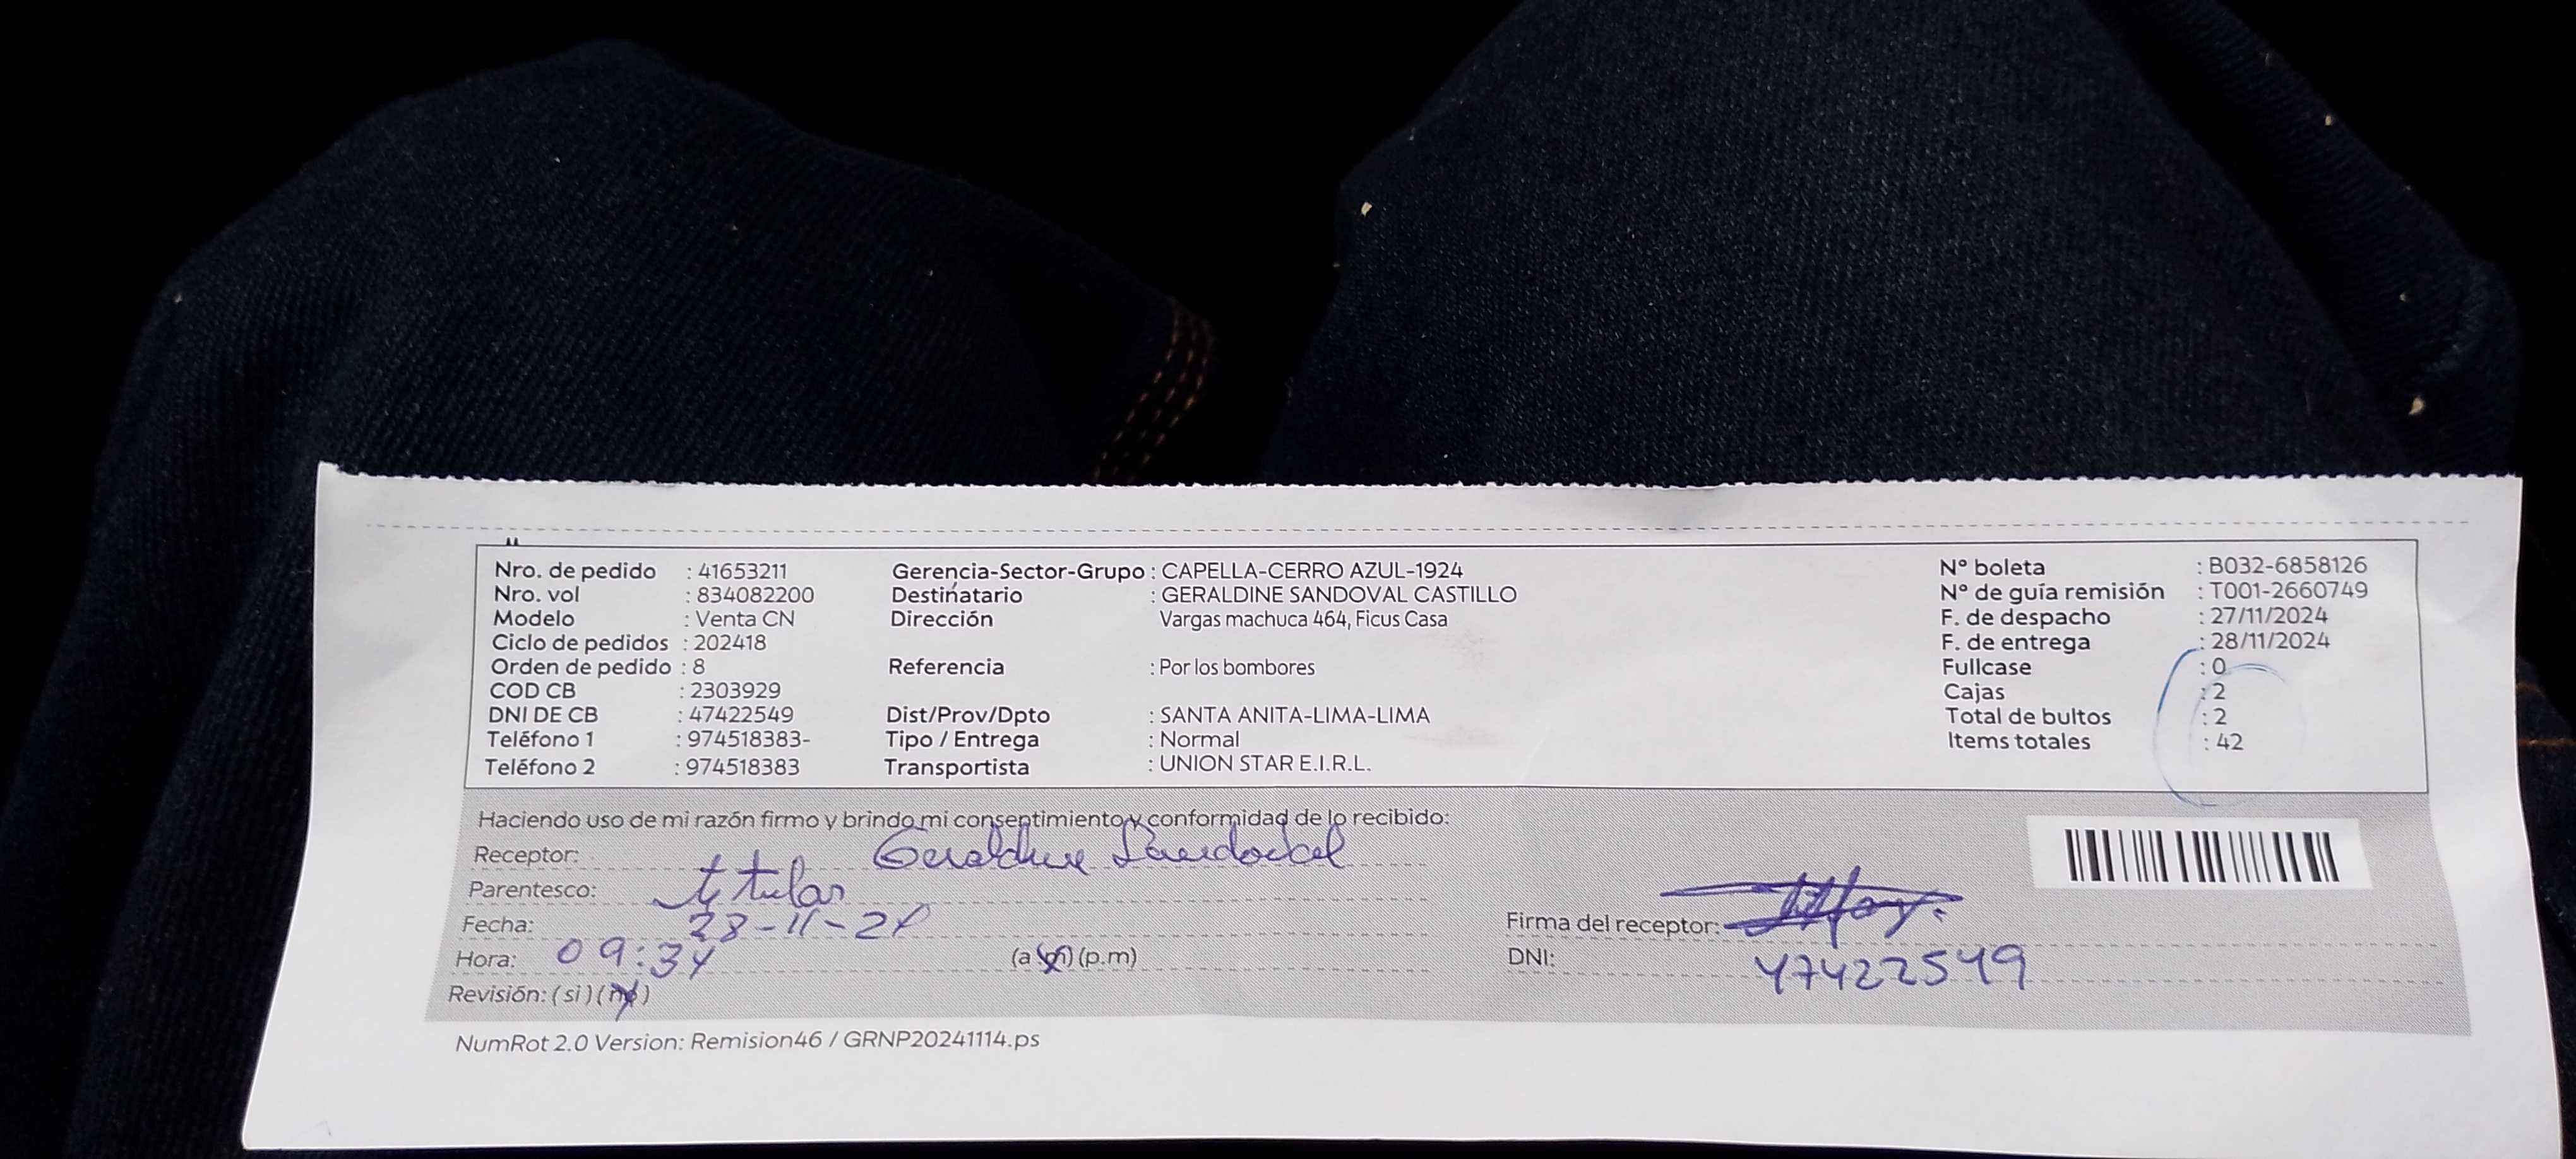 Nro. de pedido : 41653211 Gerencia-Sector-Grupo : CAPELLA-CERRO AZUL-1924 N° boleta : B032-6858126
Nro. vol : 834082200 Destinatario : GERALDINE SANDOVAL CASTILLO N° de guía remisión : T001-2660749
Modelo : Venta CN Dirección Vargas machuca 464, Ficus Casa F. de despacho : 27/11/2024
Ciclo de pedidos : 202418 F. de entrega : 28/11/2024
Orden de pedido : 8 Referencia : Por los bombores Fullcase : 0
COD CB : 2303929 Cajas : 2
DNI DE CB : 47422549 Dist/Prov/Dpto : SANTA ANITA-LIMA-LIMA Total de bultos : 2
Teléfono 1 : 974518383- Tipo / Entrega : Normal Items totales : 42
Teléfono 2 : 974518383 Transportista : UNION STAR E.I.R.L.
Haciendo uso de mi razón firmo y brindo mi consentimiento y conformidad de lo recibido:
Receptor: Geraldine Sandoval
Parentesco: titular
Fecha: 28-11-24 Firma del receptor:
Hora: 09:34 (a.m) (p.m) DNI: 47422549
Revisión: (si) (no)
NumRot 2.0 Version: Remision46 / GRNP20241114.ps